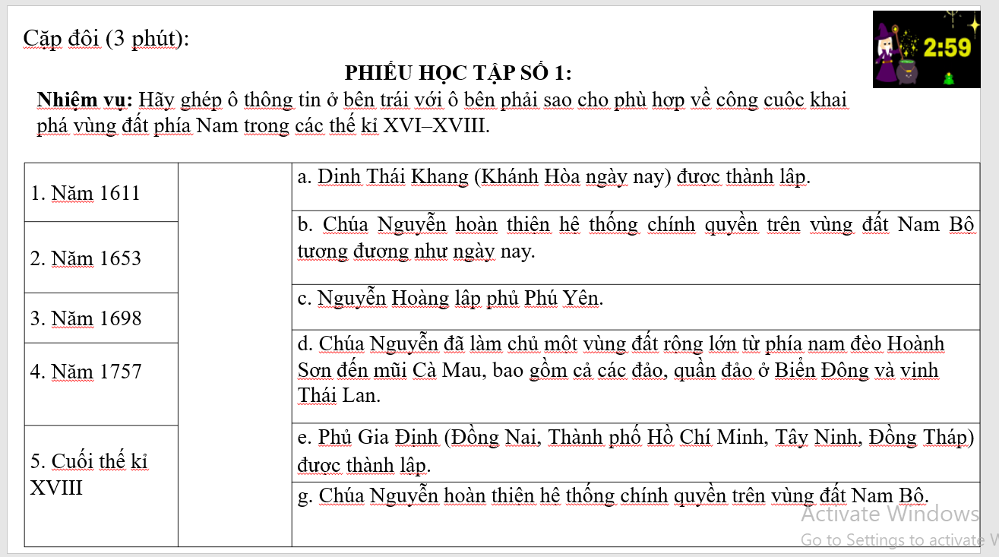 Cặp đôi (3 phút):
2:59
PHIẾU HỌC TẬP SỐ 1:
Nhiệm vụ: Hãy ghép ô thông tin ở bên trái với ô bên phải sao cho phù hợp về công cuộc khai
phá vùng đất phía Nam trong các thế kỉ XVI–XVIII.
1. Năm 1611
2. Năm 1653
3. Năm 1698
4. Năm 1757
5. Cuối thế kỉ
XVIII
a. Dinh Thái Khang (Khánh Hòa ngày nay) được thành lập.
b. Chúa Nguyễn hoàn thiện hệ thống chính quyền trên vùng đất Nam Bộ
tương đương như ngày nay.
c. Nguyễn Hoàng lập phủ Phú Yên.
d. Chúa Nguyễn đã làm chủ một vùng đất rộng lớn từ phía nam đèo Hoành
Sơn đến mũi Cà Mau, bao gồm cả các đảo, quần đảo ở Biển Đông và vịnh
Thái Lan.
e. Phủ Gia Định (Đồng Nai, Thành phố Hồ Chí Minh, Tây Ninh, Đồng Tháp)
được thành lập.
g. Chúa Nguyễn hoàn thiện hệ thống chính quyền trên vùng đất Nam Bộ.
Activate Windows
Go to Settings to activate W